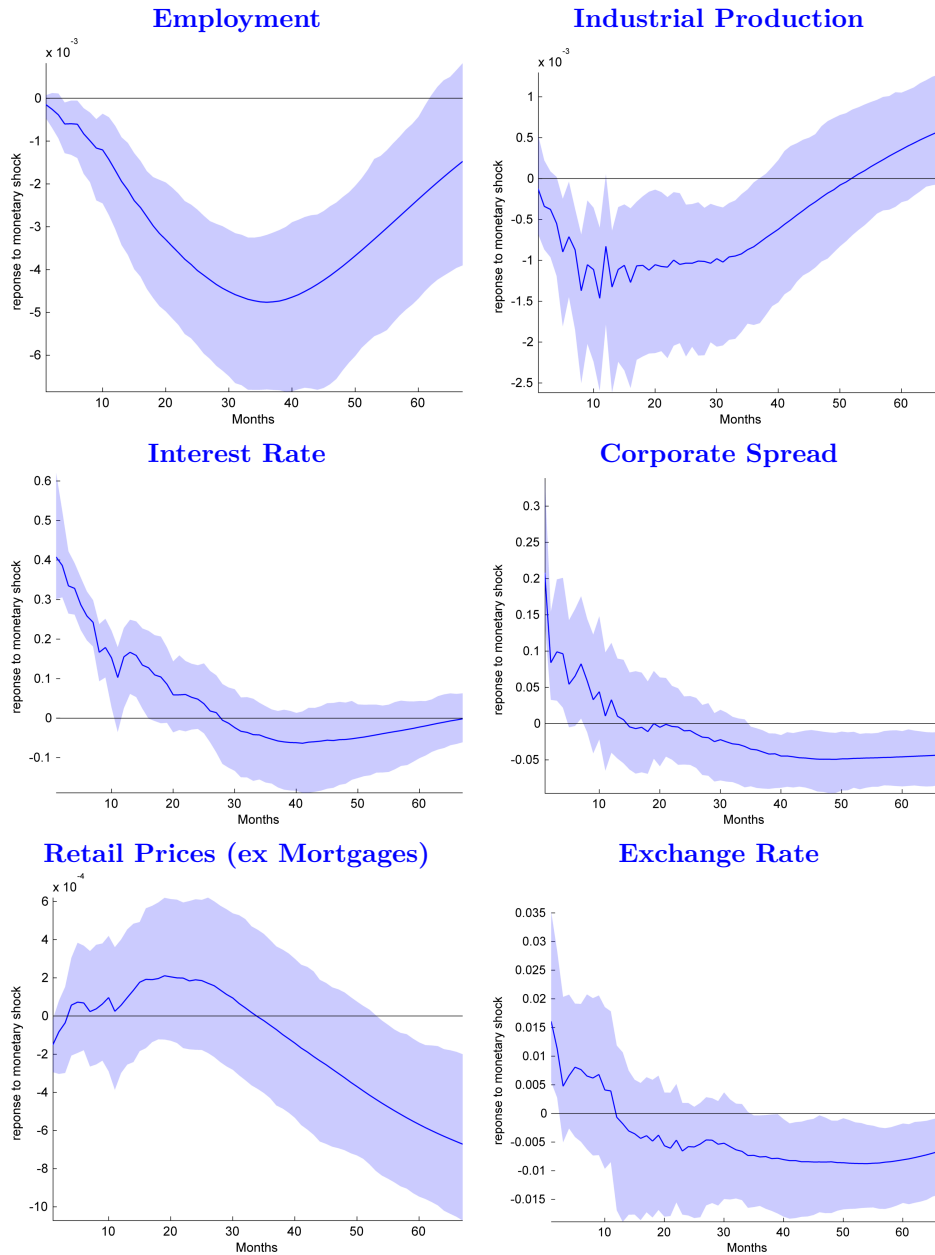 Employment
x 10^-3
0
-1
-2
-3
-4
-5
-6
reponse to monetary shock
10 20 30 40 50 60
Months
Industrial Production
x 10^-3
1
0.5
0
-0.5
-1
-1.5
-2
-2.5
reponse to monetary shock
10 20 30 40 50 60
Months
Interest Rate
0.6
0.5
0.4
0.3
0.2
0.1
0
-0.1
reponse to monetary shock
10 20 30 40 50 60
Months
Corporate Spread
0.3
0.25
0.2
0.15
0.1
0.05
0
-0.05
reponse to monetary shock
10 20 30 40 50 60
Months
Retail Prices (ex Mortgages)
x 10^-4
6
4
2
0
-2
-4
-6
-8
-10
reponse to monetary shock
10 20 30 40 50 60
Months
Exchange Rate
0.035
0.03
0.025
0.02
0.015
0.01
0.005
0
-0.005
-0.01
-0.015
reponse to monetary shock
10 20 30 40 50 60
Months